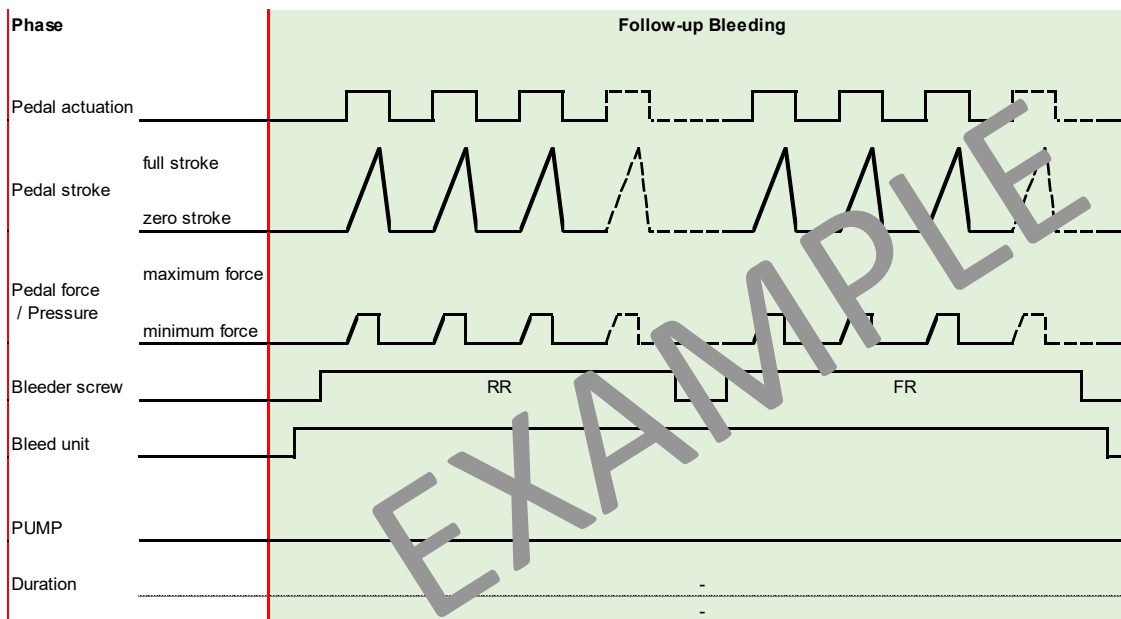 Phase
Follow-up Bleeding
Pedal actuation
full stroke
Pedal stroke
zero stroke
maximum force
Pedal force
/ Pressure
minimum force
Bleeder screw
RR
FR
Bleed unit
PUMP
Duration
-
-
EXAMPLE